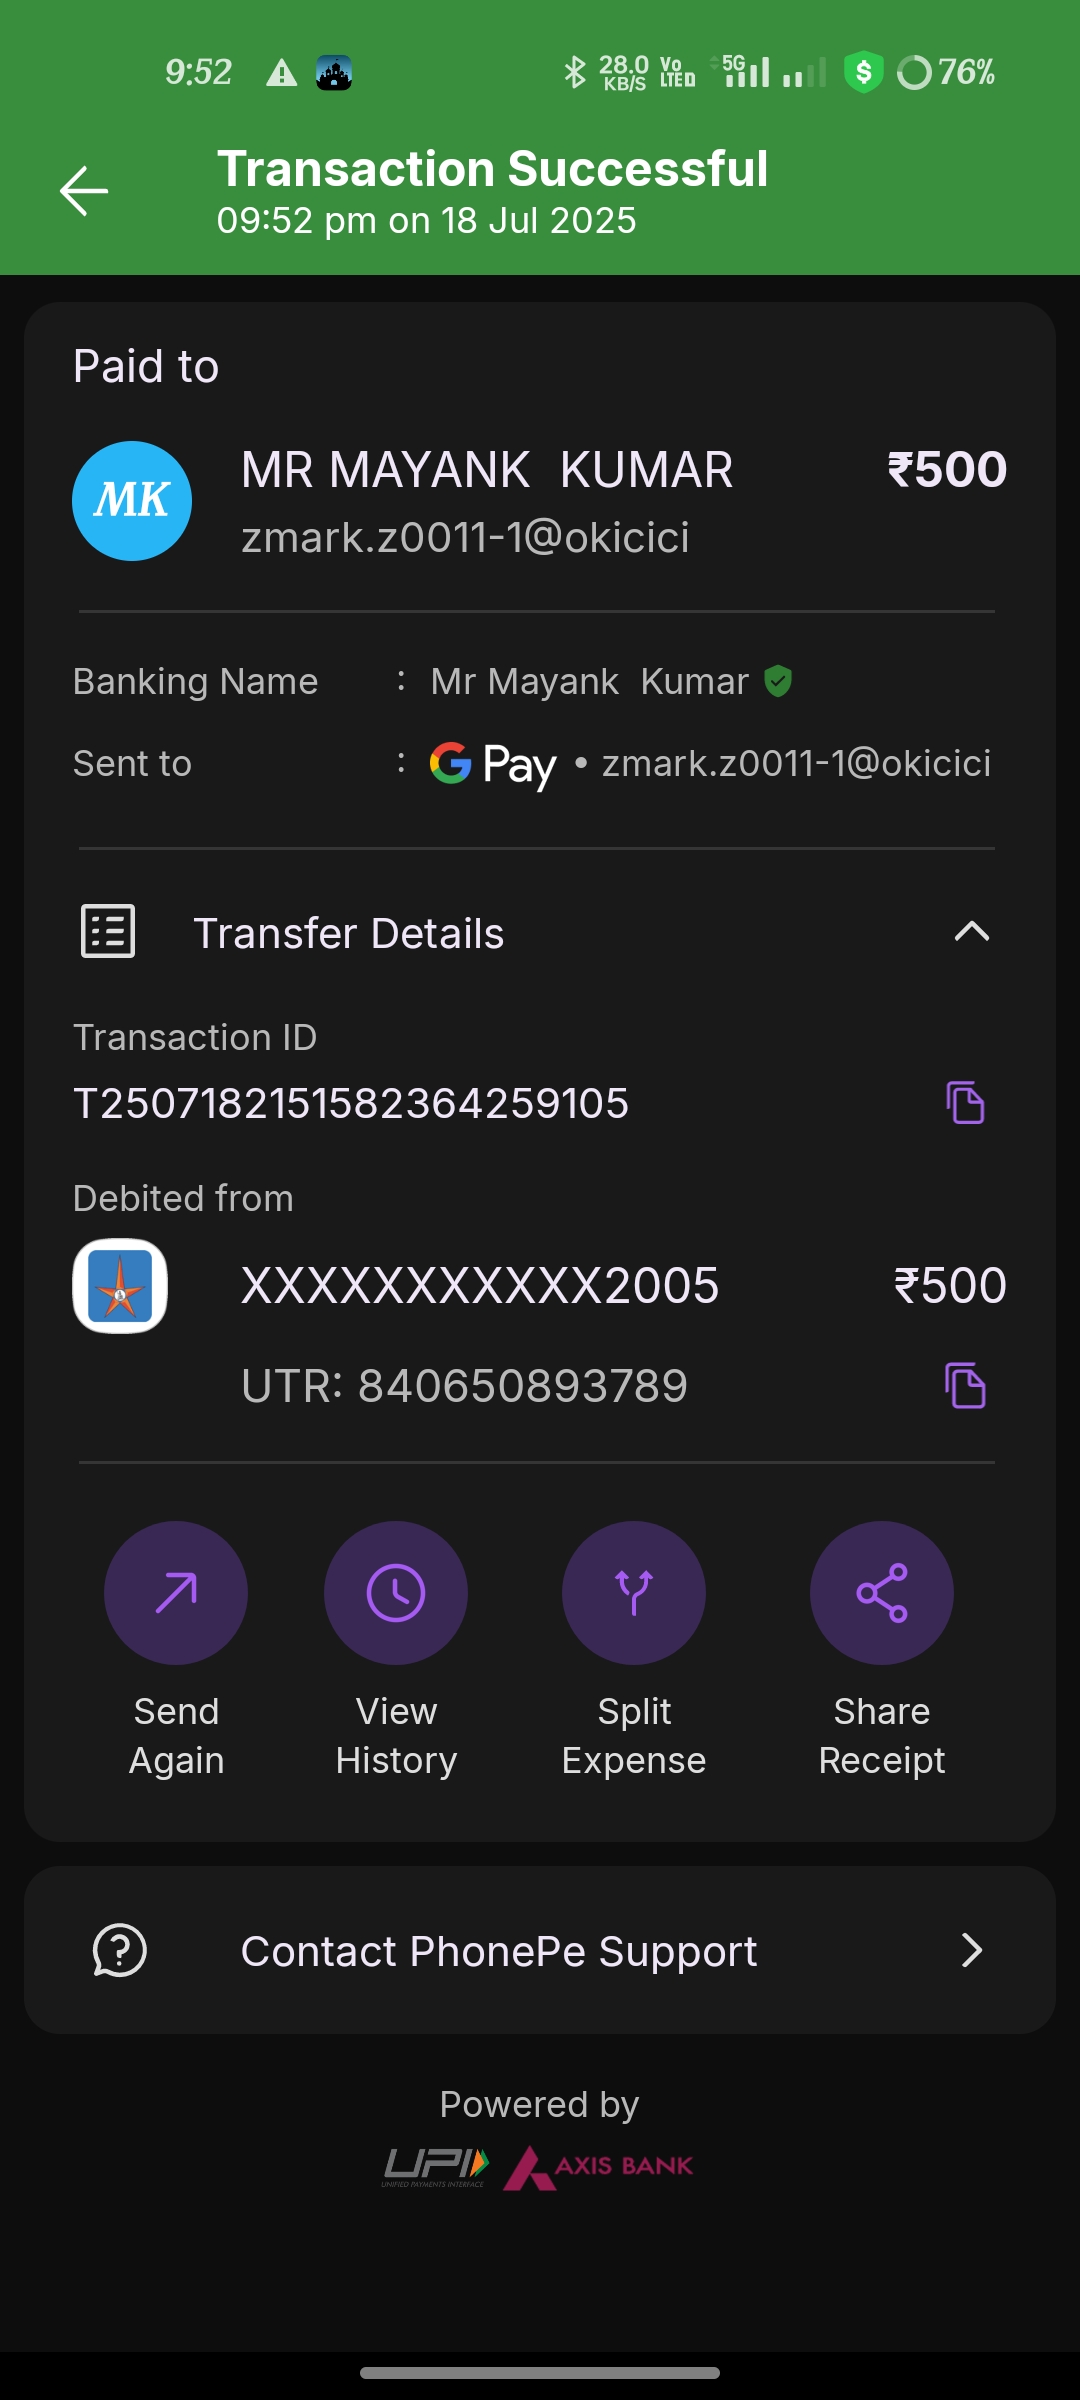 9:52 28.0 KB/S Vo LTE 5G 76%
Transaction Successful
09:52 pm on 18 Jul 2025
Paid to
MK MR MAYANK KUMAR ₹500
zmark.z0011-1@okicici
Banking Name : Mr Mayank Kumar
Sent to : G Pay • zmark.z0011-1@okicici
Transfer Details
Transaction ID
T2507182151582364259105
Debited from
XXXXXXXXXXX2005 ₹500
UTR: 840650893789
Send Again
View History
Split Expense
Share Receipt
Contact PhonePe Support
Powered by
UPI AXIS BANK
UNIFIED PAYMENTS INTERFACE